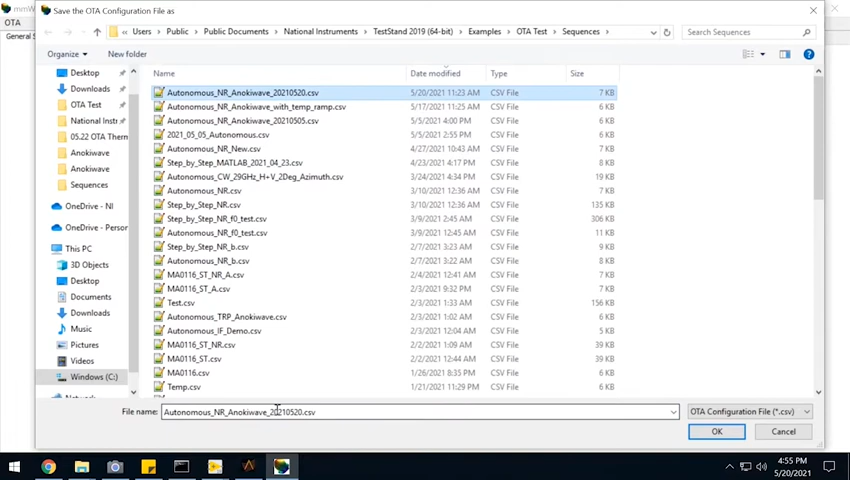 mmW
Save the OTA Configuration File as
OTA
General S
Users › Public › Public Documents › National Instruments › TestStand 2019 (64-bit) › Examples › OTA Test › Sequences ›
Search Sequences
Organize
New folder
Name
Date modified
Type
Size
Desktop
Downloads
OTA Test
National Instr
05.22 OTA Therm
Anokiwave
Anokiwave
Sequences
OneDrive - NI
OneDrive - Person
This PC
3D Objects
Desktop
Documents
Downloads
Music
Pictures
Videos
Windows (C:)
Autonomous_NR_Anokiwave_20210520.csv 5/20/2021 11:23 AM CSV File 7 KB
Autonomous_NR_Anokiwave_with_temp_ramp.csv 5/17/2021 11:25 AM CSV File 6 KB
Autonomous_NR_Anokiwave_20210505.csv 5/5/2021 4:00 PM CSV File 6 KB
2021_05_05_Autonomous.csv 5/5/2021 2:55 PM CSV File 6 KB
Autonomous_NR_New.csv 4/27/2021 10:43 AM CSV File 6 KB
Step_by_Step_MATLAB_2021_04_23.csv 4/23/2021 4:17 PM CSV File 8 KB
Autonomous_CW_29GHz_H+V_2Deg_Azimuth.csv 3/24/2021 4:34 PM CSV File 19 KB
Autonomous_NR.csv 3/10/2021 12:36 AM CSV File 7 KB
Step_by_Step_NR.csv 3/10/2021 12:36 AM CSV File 135 KB
Step_by_Step_NR_f0_test.csv 3/9/2021 2:45 AM CSV File 306 KB
Autonomous_NR_f0_test.csv 3/9/2021 12:45 AM CSV File 11 KB
Step_by_Step_NR_b.csv 2/7/2021 3:23 AM CSV File 9 KB
Autonomous_NR_b.csv 2/7/2021 3:22 AM CSV File 8 KB
MA0116_ST_NR_A.csv 2/4/2021 12:41 AM CSV File 7 KB
MA0116_ST_A.csv 2/3/2021 9:32 PM CSV File 7 KB
Test.csv 2/3/2021 1:33 AM CSV File 156 KB
Autonomous_TRP_Anokiwave.csv 2/3/2021 1:02 AM CSV File 6 KB
Autonomous_IF_Demo.csv 2/3/2021 12:04 AM CSV File 5 KB
MA0116_ST_NR.csv 2/2/2021 1:09 AM CSV File 39 KB
MA0116_ST.csv 2/2/2021 12:44 AM CSV File 39 KB
MA0116.csv 1/26/2021 8:35 PM CSV File 7 KB
Temp.csv 1/21/2021 11:29 PM CSV File 6 KB
File name: Autonomous_NR_Anokiwave_20210520.csv
OTA Configuration File (*.csv)
OK
Cancel
4:55 PM
5/20/2021